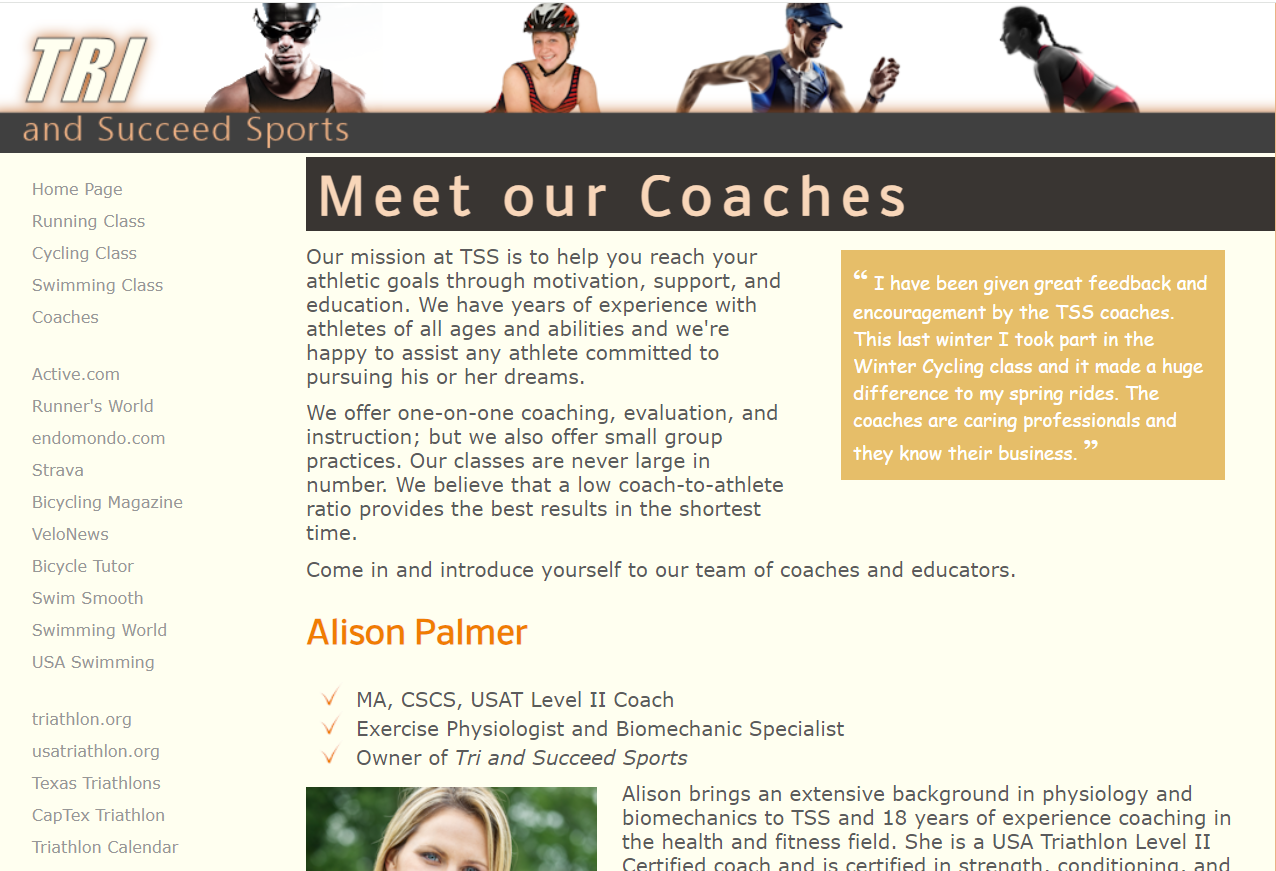 TRI
and Succeed Sports
Home Page
Running Class
Cycling Class
Swimming Class
Coaches
Active.com
Runner's World
endomondo.com
Strava
Bicycling Magazine
VeloNews
Bicycle Tutor
Swim Smooth
Swimming World
USA Swimming
triathlon.org
usatriathlon.org
Texas Triathlons
CapTex Triathlon
Triathlon Calendar
Meet our Coaches
Our mission at TSS is to help you reach your
athletic goals through motivation, support, and
education. We have years of experience with
athletes of all ages and abilities and we're
happy to assist any athlete committed to
pursuing his or her dreams.
We offer one-on-one coaching, evaluation, and
instruction; but we also offer small group
practices. Our classes are never large in
number. We believe that a low coach-to-athlete
ratio provides the best results in the shortest
time.
“ I have been given great feedback and
encouragement by the TSS coaches.
This last winter I took part in the
Winter Cycling class and it made a huge
difference to my spring rides. The
coaches are caring professionals and
they know their business. ”
Come in and introduce yourself to our team of coaches and educators.
Alison Palmer
MA, CSCS, USAT Level II Coach
Exercise Physiologist and Biomechanic Specialist
Owner of Tri and Succeed Sports
Alison brings an extensive background in physiology and
biomechanics to TSS and 18 years of experience coaching in
the health and fitness field. She is a USA Triathlon Level II
Certified coach and is certified in strength, conditioning, and